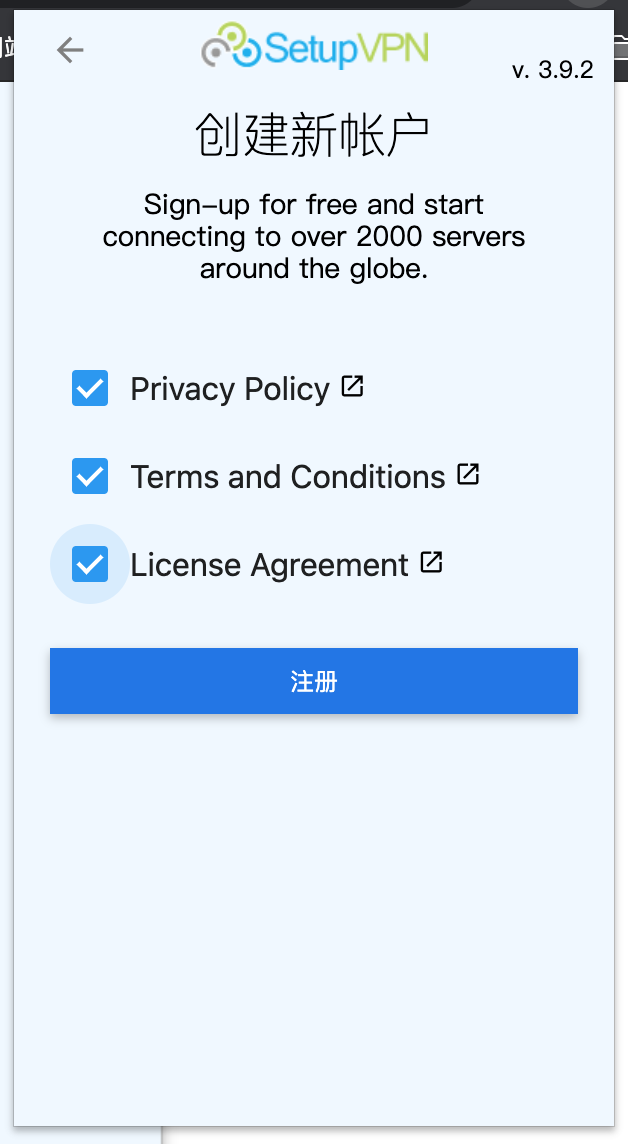 SetupVPN
v. 3.9.2
创建新帐户
Sign-up for free and start
connecting to over 2000 servers
around the globe.
Privacy Policy
Terms and Conditions
License Agreement
注册